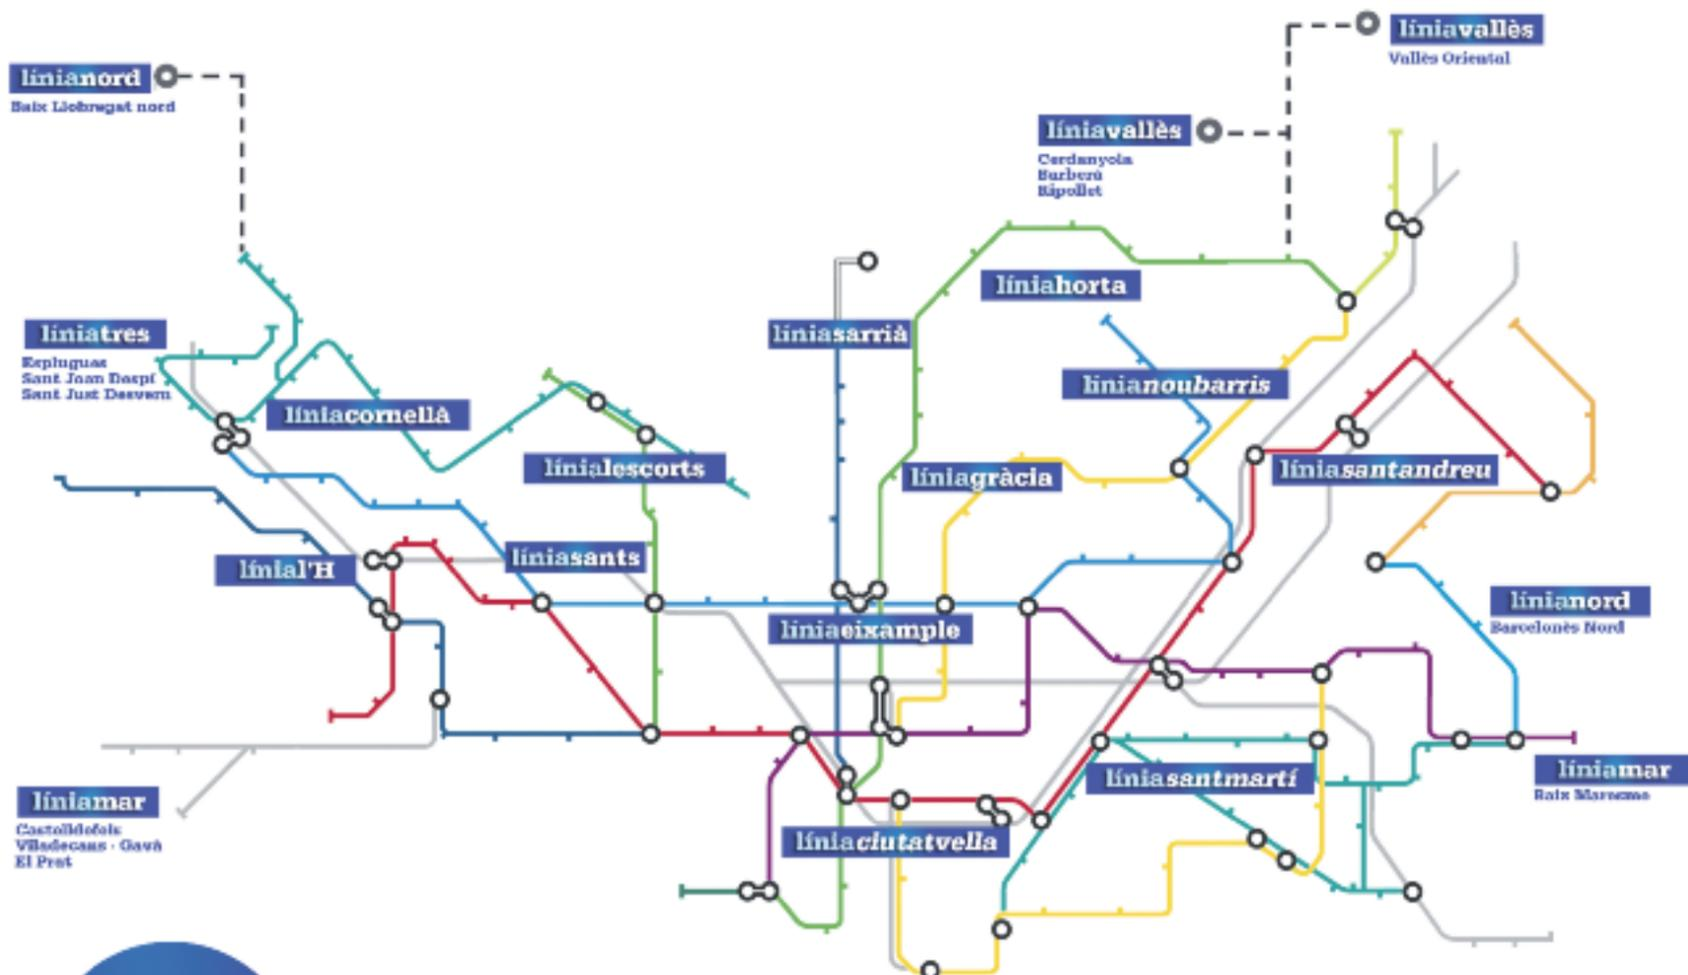 línianord
Baix Llobregat nord
líniavallès
Vallès Oriental
líniavallès
Cerdanyola
Barberà
Ripollet
líniahorta
líniatres
Esplugues
Sant Joan Despí
Sant Just Desvern
líniasarrià
línianoubarris
líniacornellà
línialescorts
líniagràcia
líniasantandreu
línial'H
líniasants
líniaeixample
línianord
Barcelonès Nord
líniamar
Castelldefels
Viladecans · Gavà
El Prat
líniasantmartí
líniamar
Baix Maresme
líniaciutatvella